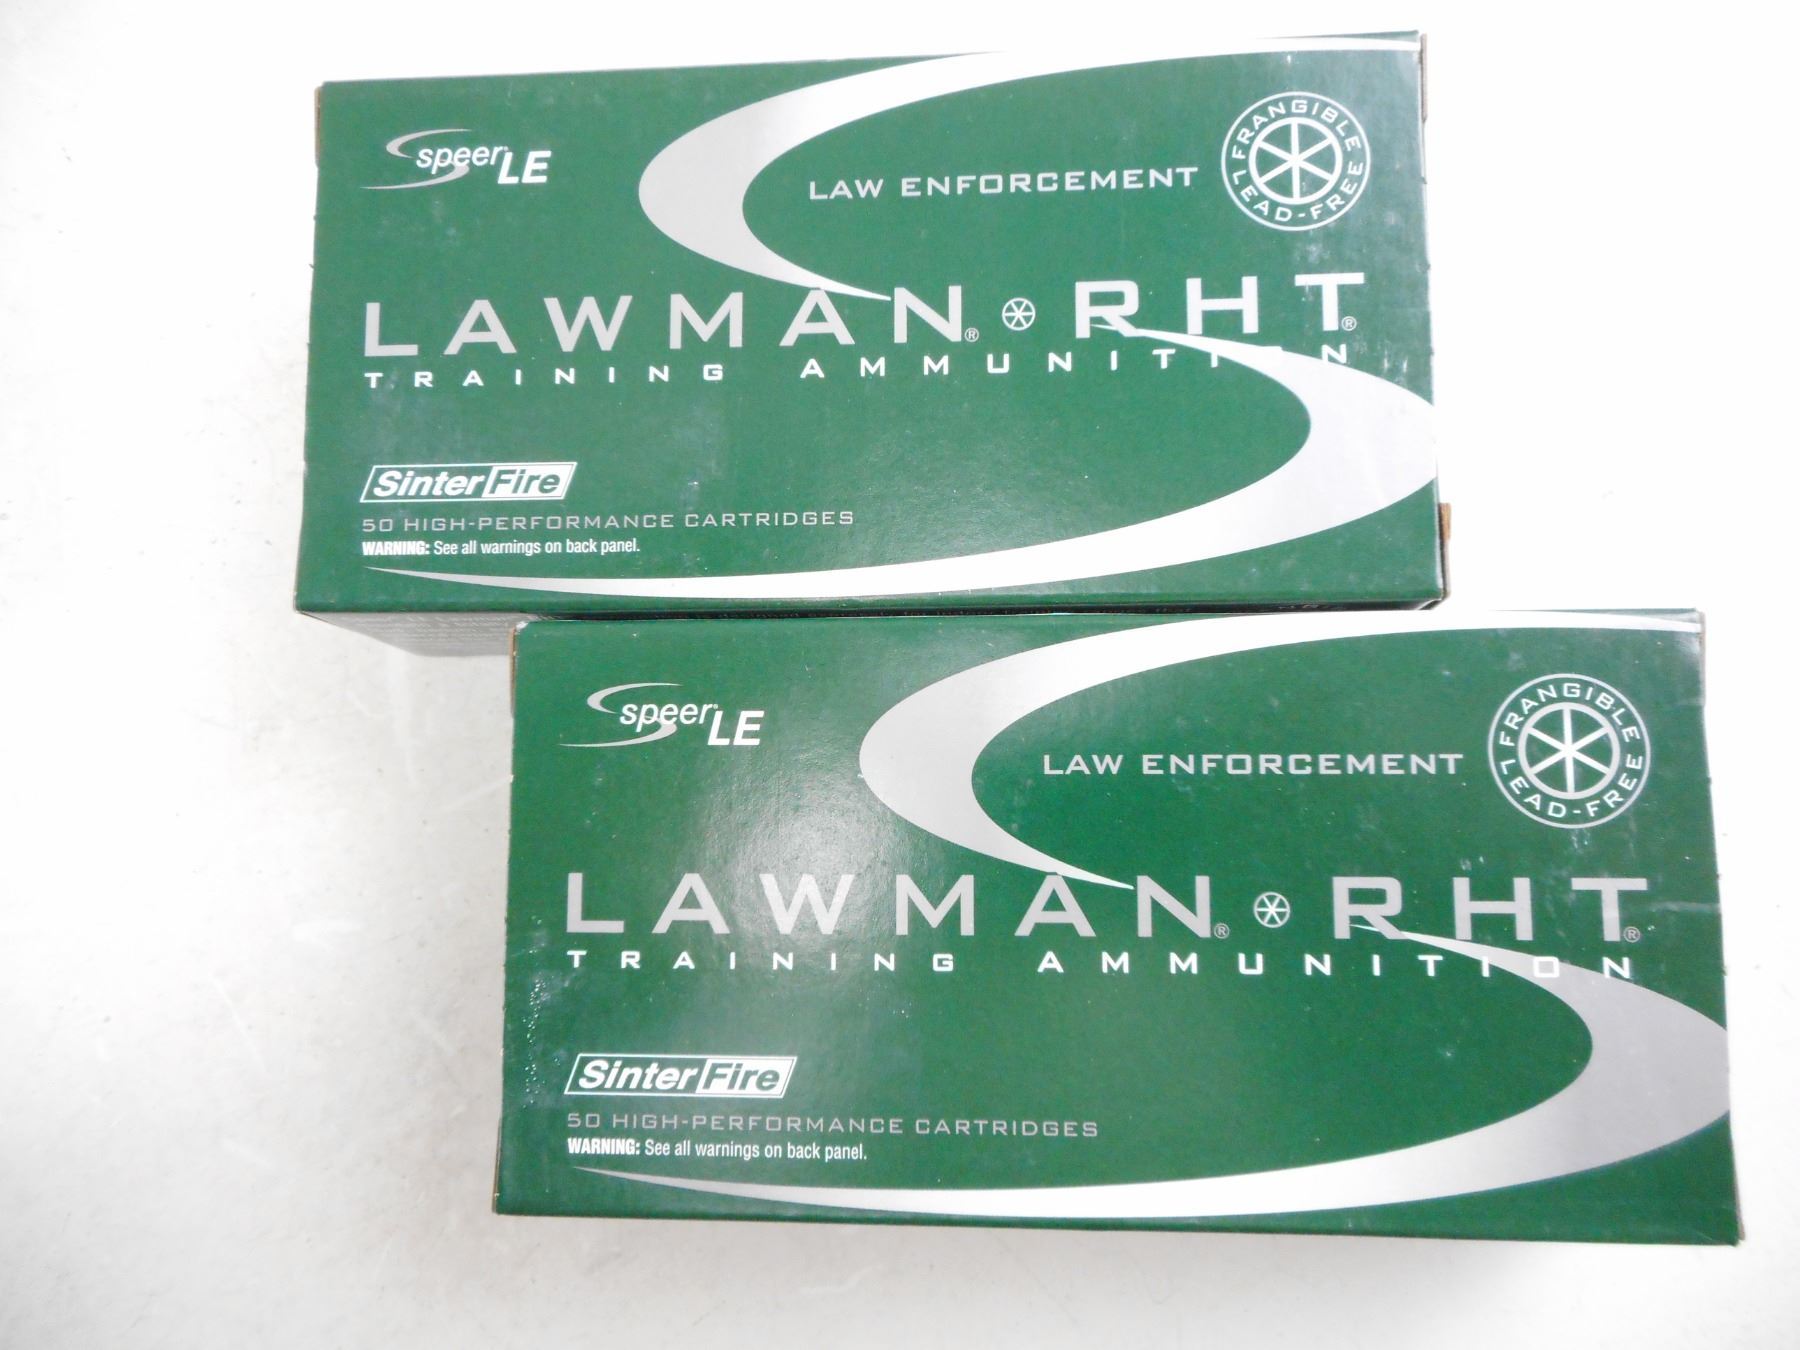 speer LE
LAW ENFORCEMENT
FRANGIBLE
LEAD-FREE
LAWMAN® RHT®
TRAINING AMMUNITION
SinterFire
50 HIGH-PERFORMANCE CARTRIDGES
WARNING: See all warnings on back panel.
speer LE
LAW ENFORCEMENT
FRANGIBLE
LEAD-FREE
LAWMAN® RHT®
TRAINING AMMUNITION
SinterFire
50 HIGH-PERFORMANCE CARTRIDGES
WARNING: See all warnings on back panel.